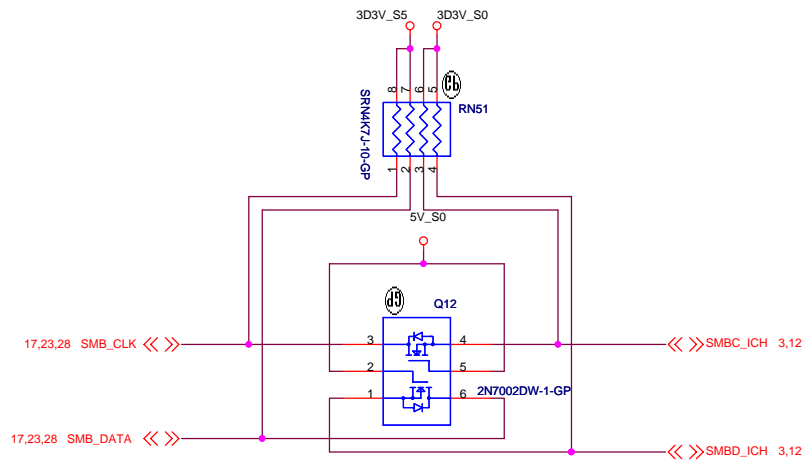 3D3V_S5 3D3V_S0
8 7 6 5
RN51
SRN4K7J-10-GP
1 2 3 4
5V_S0
Q12
17,23,28 SMB_CLK 3 4 SMBC_ICH 3,12
2 5
1 6 2N7002DW-1-GP
17,23,28 SMB_DATA
SMBD_ICH 3,12